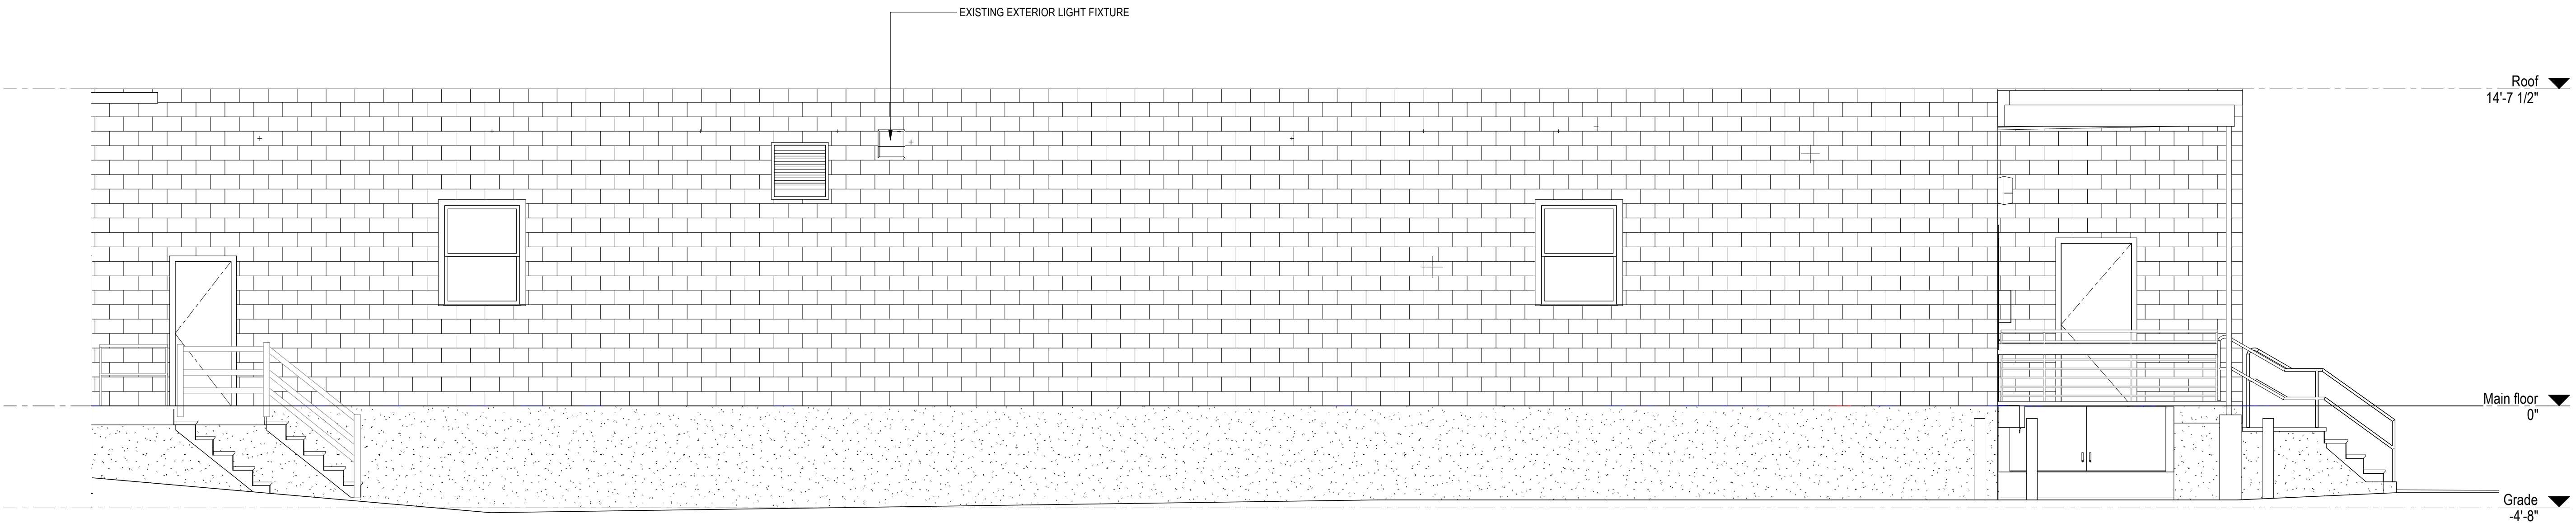 EXISTING EXTERIOR LIGHT FIXTURE
Roof
14'-7 1/2"
Main floor
0"
Grade
-4'-8"